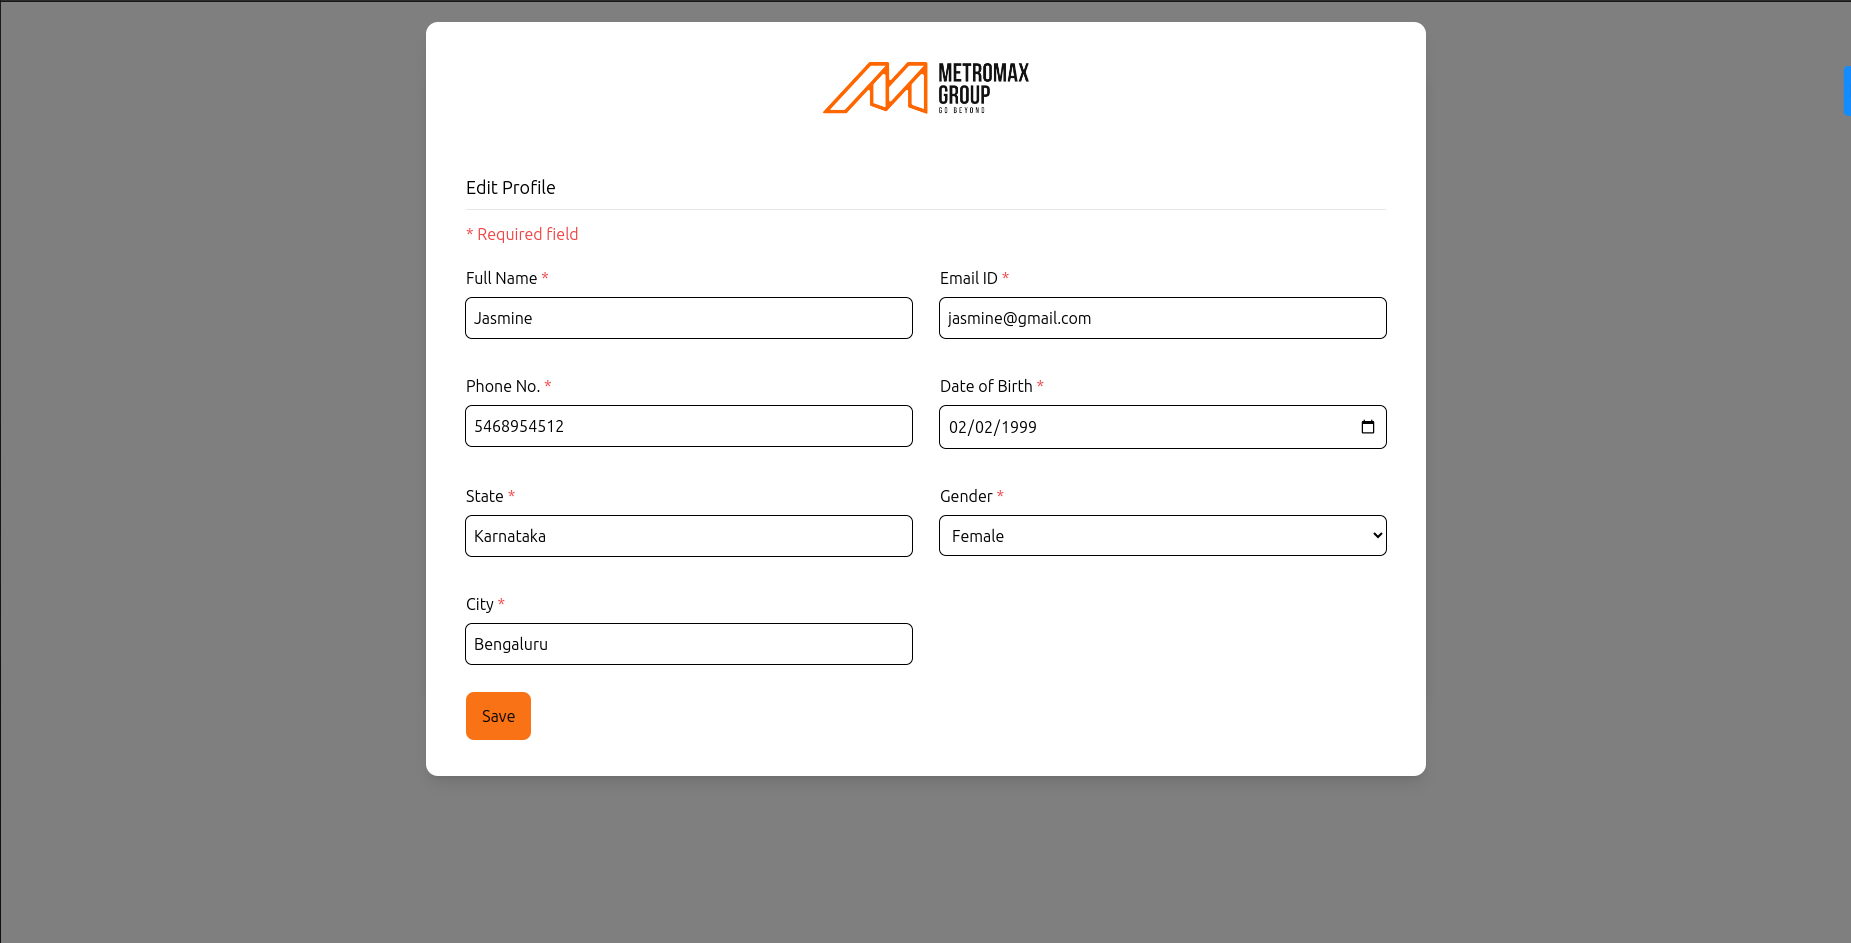 METROMAX
GROUP
GO BEYOND
Edit Profile
* Required field
Full Name *
Email ID *
Jasmine
jasmine@gmail.com
Phone No. *
Date of Birth *
5468954512
02/02/1999
State *
Gender *
Karnataka
Female
City *
Bengaluru
Save